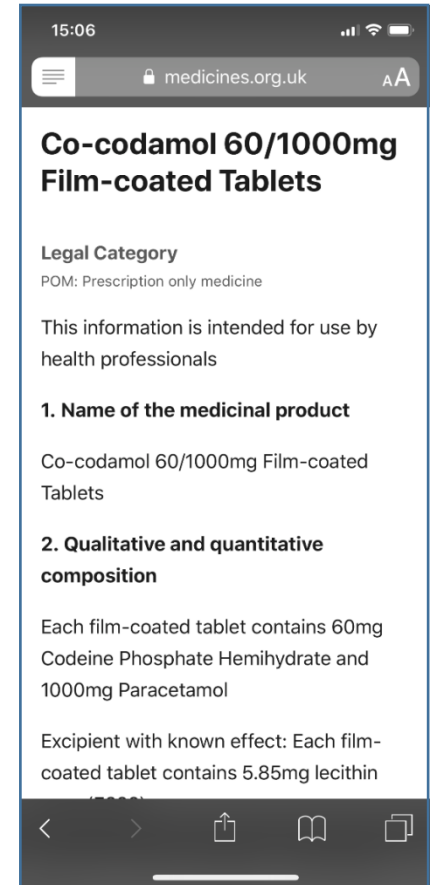 15:06
medicines.org.uk AA
Co-codamol 60/1000mg
Film-coated Tablets
Legal Category
POM: Prescription only medicine
This information is intended for use by
health professionals
1. Name of the medicinal product
Co-codamol 60/1000mg Film-coated
Tablets
2. Qualitative and quantitative
composition
Each film-coated tablet contains 60mg
Codeine Phosphate Hemihydrate and
1000mg Paracetamol
Excipient with known effect: Each film-
coated tablet contains 5.85mg lecithin